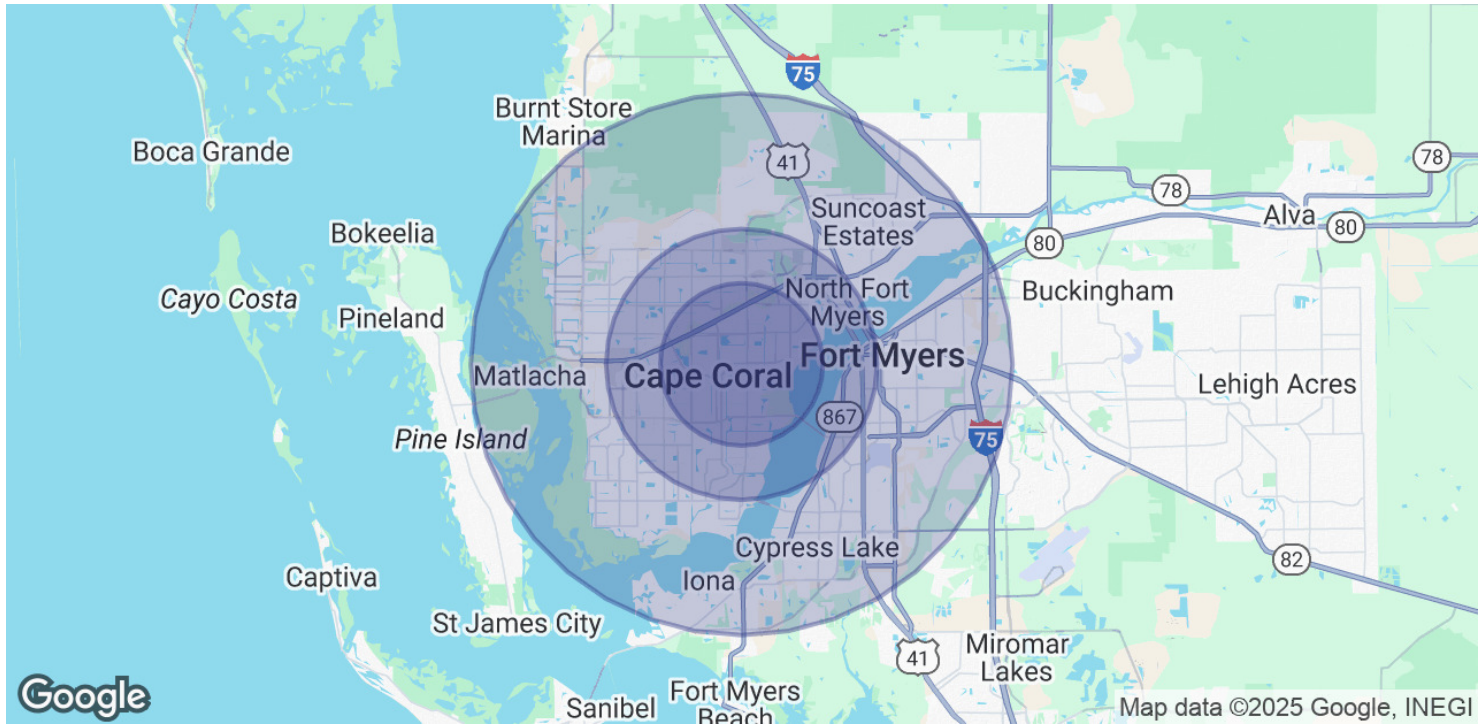 75
Burnt Store
Marina
Boca Grande
41
78
78
Suncoast
Estates
Alva
80
Bokeelia
80
Cayo Costa
North Fort
Myers
Buckingham
Pineland
Fort Myers
Matlacha
Cape Coral
Lehigh Acres
867
Pine Island
75
Cypress Lake
82
Captiva
Iona
St James City
41
Miromar
Lakes
Google
Sanibel
Fort Myers
Beach
Map data ©2025 Google, INEGI